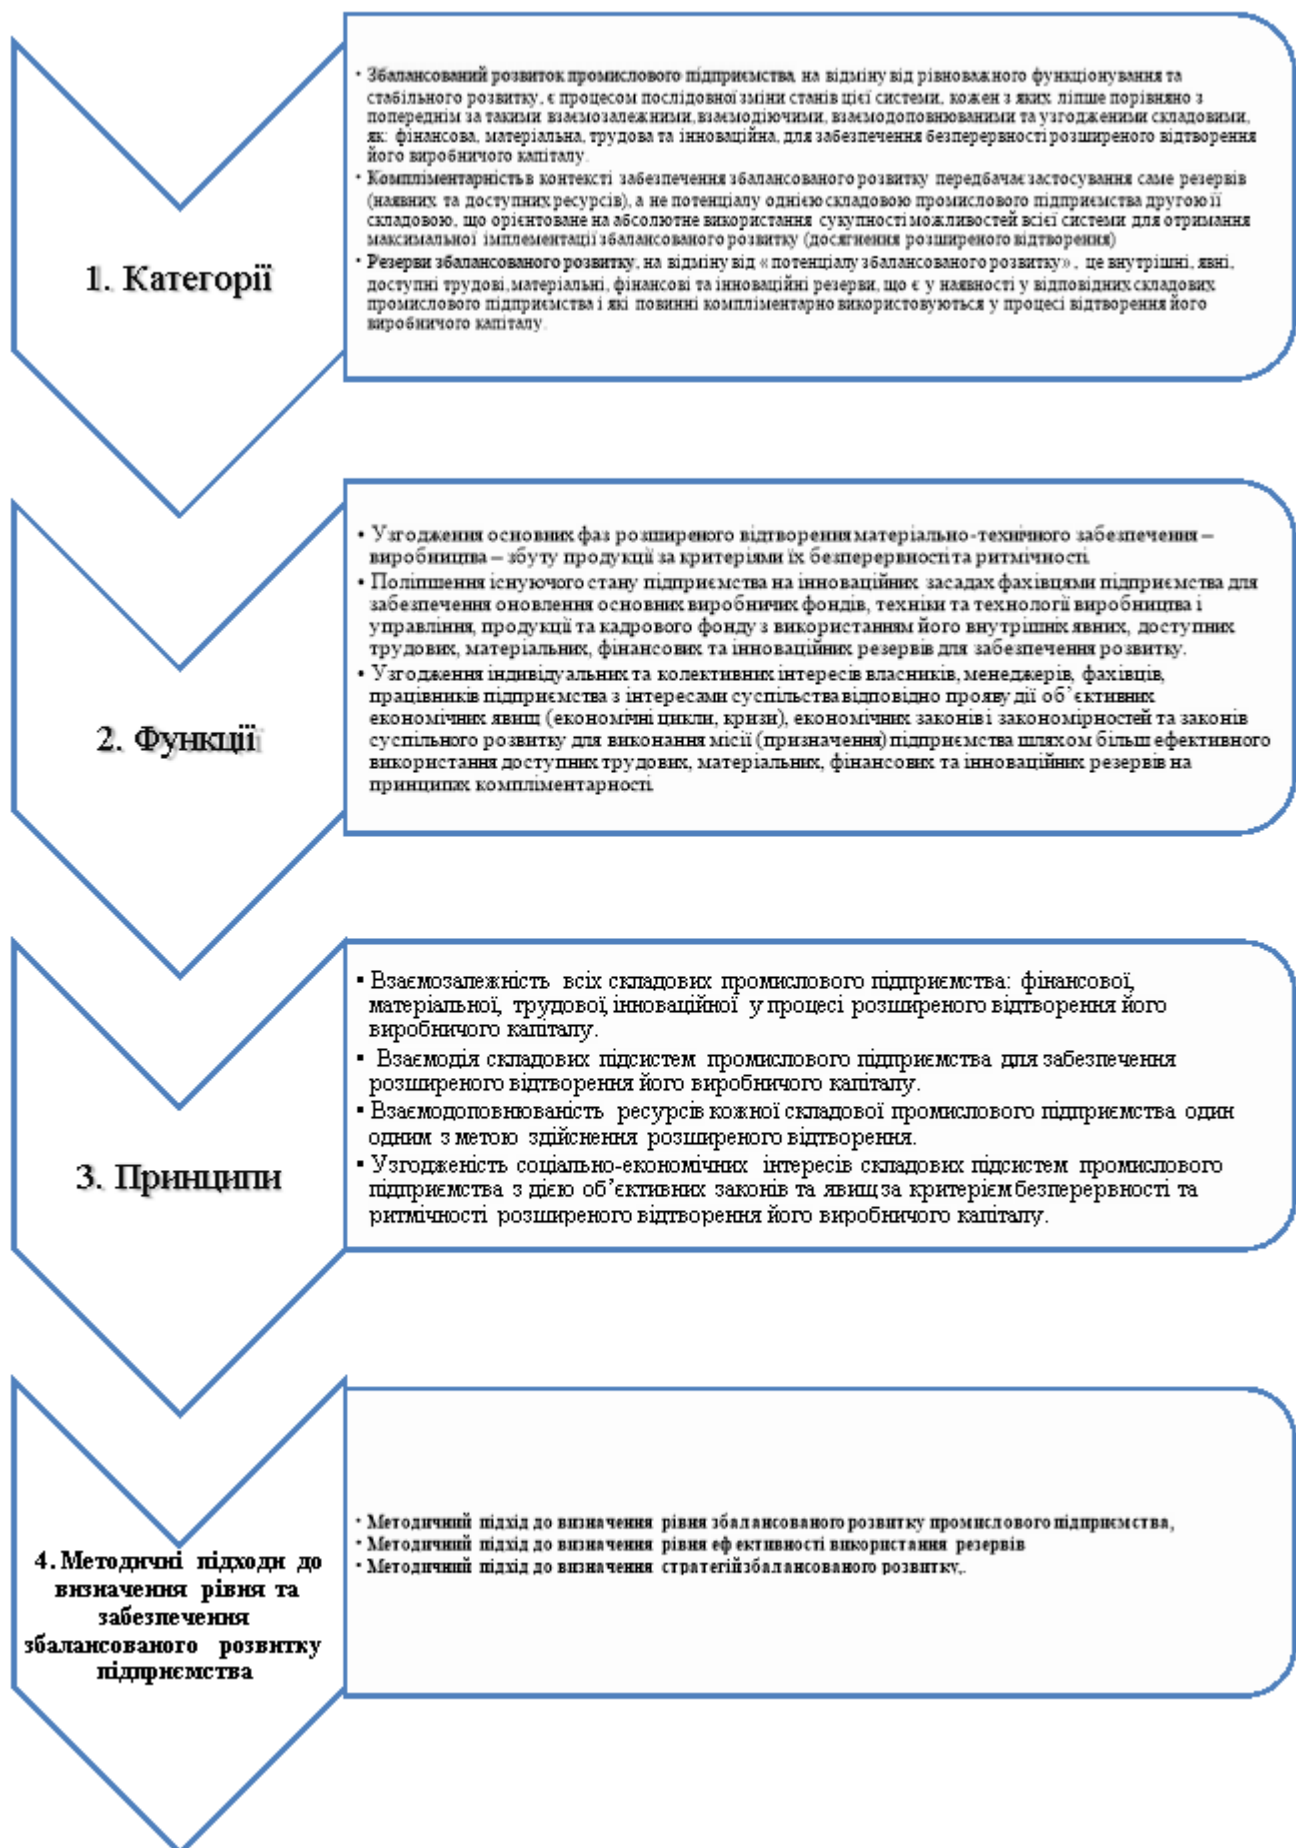 1. Категорії
• Збалансований розвиток промислового підприємства, на відміну від рівноважного функціонування та
стабільного розвитку, є процесом послідовної зміни станів цієї системи, кожен з яких ліпше порівняно з
попереднім за такими взаємозалежними, взаємодіючими, взаємодоповнюваними та узгодженими складовими,
як: фінансова, матеріальна, трудова та інноваційна, для забезпечення безперервності розширеного відтворення
його виробничого капіталу.
• Компліментарність в контексті забезпечення збалансованого розвитку передбачає застосування саме резервів
(наявних та доступних ресурсів), а не потенціалу однією складовою промислового підприємства другою її
складовою, що орієнтоване на абсолютне використання сукупності можливостей всієї системи для отримання
максимальної імплементації збалансованого розвитку (досягнення розширеного відтворення)
• Резерви збалансованого розвитку, на відміну від « потенціалу збалансованого розвитку» , це внутрішні, явні,
доступні трудові, матеріальні, фінансові та інноваційні резерви, що є у наявності у відповідних складових
промислового підприємства і які повинні компліментарно використовуються у процесі відтворення його
виробничого капіталу.
2. Функції
• Узгодження основних фаз розширеного відтворення матеріально-технічного забезпечення –
виробництва – збуту продукції за критеріями їх безперервності та ритмічності.
• Поліпшення існуючого стану підприємства на інноваційних засадах фахівцями підприємства для
забезпечення оновлення основних виробничих фондів, техніки та технології виробництва і
управління, продукції та кадрового фонду з використанням його внутрішніх явних, доступних
трудових, матеріальних, фінансових та інноваційних резервів для забезпечення розвитку.
• Узгодження індивідуальних та колективних інтересів власників, менеджерів, фахівців,
працівників підприємства з інтересами суспільства відповідно прояву дії об’єктивних
економічних явищ (економічні цикли, кризи), економічних законів і закономірностей та законів
суспільного розвитку для виконання місії (призначення) підприємства шляхом більш ефективного
використання доступних трудових, матеріальних, фінансових та інноваційних резервів на
принципах компліментарності.
3. Принципи
▪ Взаємозалежність всіх складових промислового підприємства: фінансової,
матеріальної, трудової, інноваційної у процесі розширеного відтворення його
виробничого капіталу.
▪ Взаємодія складових підсистем промислового підприємства для забезпечення
розширеного відтворення його виробничого капіталу.
▪ Взаємодоповнюваність ресурсів кожної складової промислового підприємства один
одним з метою здійснення розширеного відтворення.
▪ Узгодженість соціально-економічних інтересів складових підсистем промислового
підприємства з дією об’єктивних законів та явищ за критерієм безперервності та
ритмічності розширеного відтворення його виробничого капіталу.
4. Методичні підходи до
визначення рівня та
забезпечення
збалансованого розвитку
підприємства
• Методичний підхід до визначення рівня збалансованого розвитку промислового підприємства,
• Методичний підхід до визначення рівня ефективності використання резервів
• Методичний підхід до визначення стратегій збалансованого розвитку,.